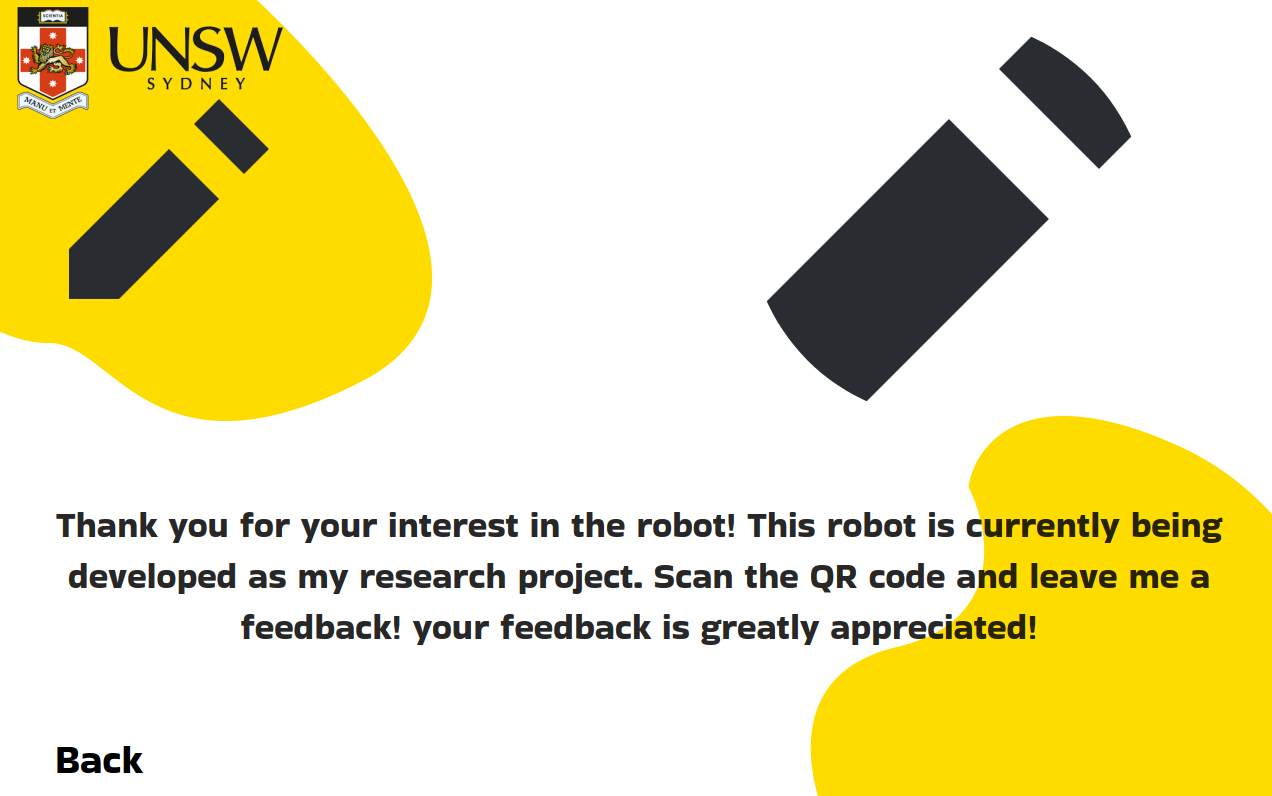 SCIENTIA
UNSW
SYDNEY
MANU ET MENTE
Thank you for your interest in the robot! This robot is currently being
developed as my research project. Scan the QR code and leave me a
feedback! your feedback is greatly appreciated!
Back